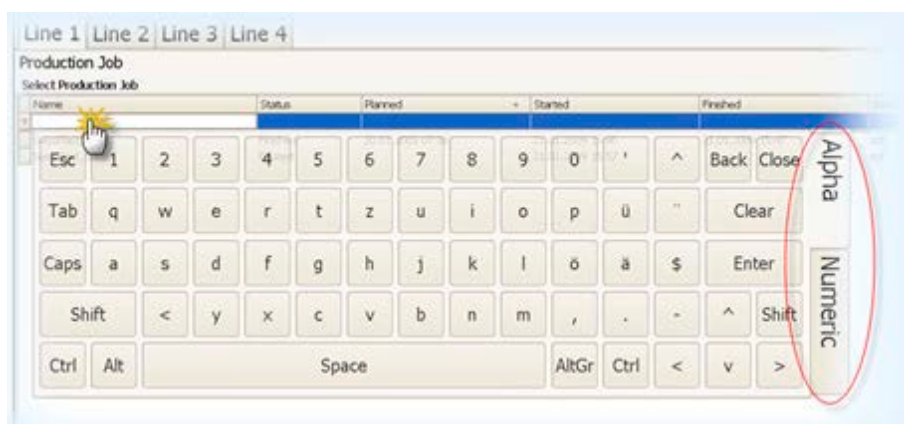 Line 1 Line 2 Line 3 Line 4
Production Job
Select Production Job
Name Status Planned Started Finished
Esc 1 2 3 4 5 6 7 8 9 0 ' ^ Back Close
Tab q w e r t z u i o p ü ¨ Clear
Caps a s d f g h j k l ö ä $ Enter
Shift < y x c v b n m , . - ^ Shift
Ctrl Alt Space AltGr Ctrl < v >
Alpha
Numeric